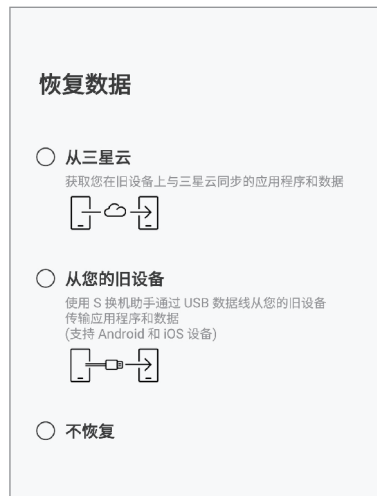 恢复数据
从三星云
获取您在旧设备上与三星云同步的应用程序和数据
从您的旧设备
使用 S 换机助手通过 USB 数据线从您的旧设备
传输应用程序和数据
(支持 Android 和 iOS 设备)
不恢复